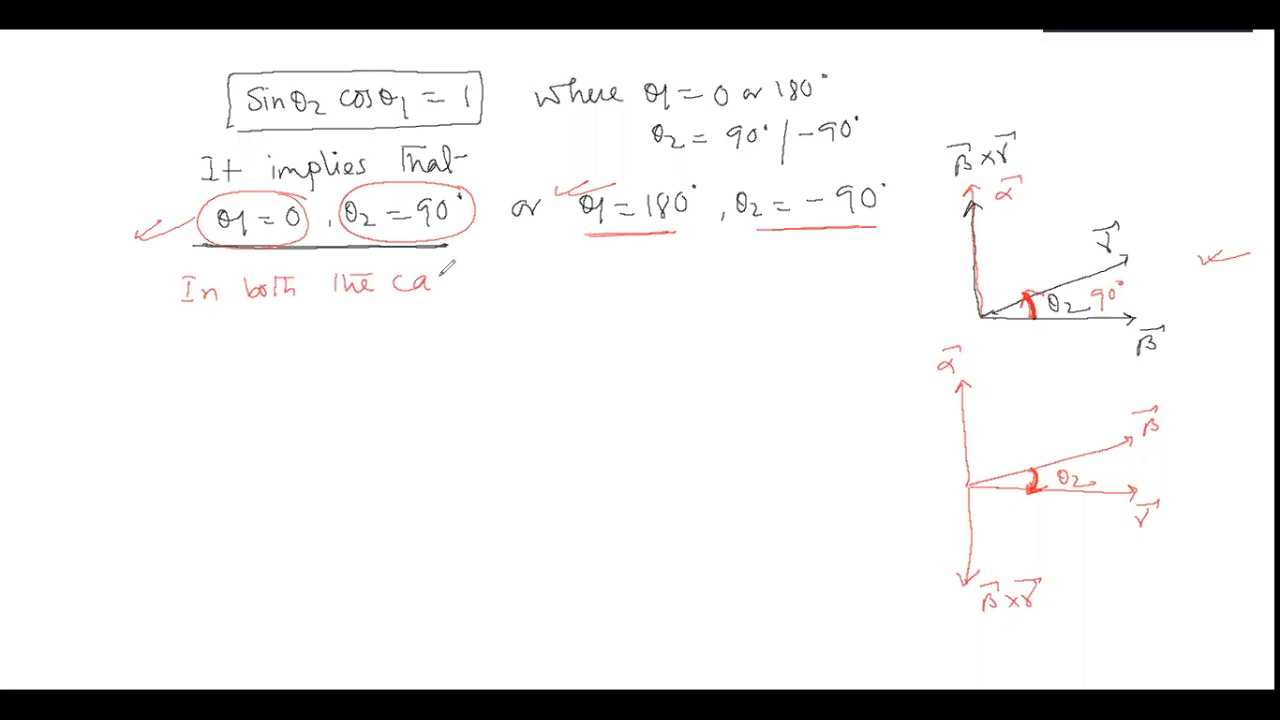 Sinθ2 cosθ1 = 1 where θ1 = 0 or 180°
θ2 = 90° / -90°
It implies that
θ1 = 0, θ2 = 90° or θ1 = 180°, θ2 = -90°
In both the ca
β⃗ × γ⃗
α⃗
γ⃗
θ2 90°
β⃗
α⃗
β⃗
θ2
γ⃗
β⃗ × γ⃗